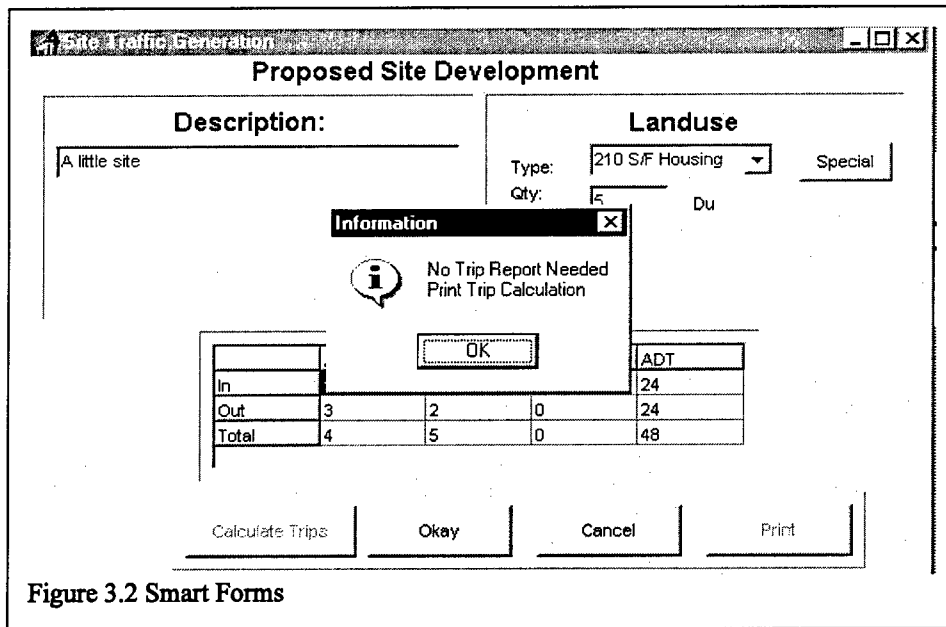 Site Traffic Generation
Proposed Site Development
Description:
A little site
Landuse
Type: 210 S/F Housing Special
Qty: 5 Du
Information
No Trip Report Needed
Print Trip Calculation
OK
ADT
In 24
Out 3 2 0 24
Total 4 5 0 48
Calculate Trips Okay Cancel Print
Figure 3.2 Smart Forms